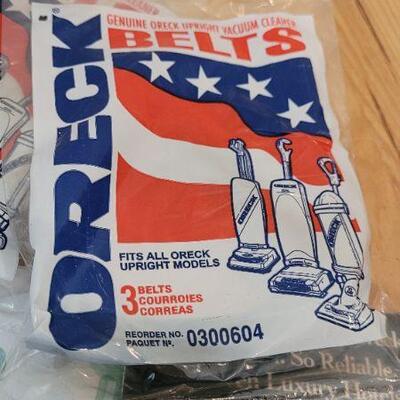 GENUINE ORECK UPRIGHT VACUUM CLEANER
BELTS
ORECK
FITS ALL ORECK
UPRIGHT MODELS
3 BELTS
COURROIES
CORREAS
REORDER NO. 0300604
PAQUET Nº.
So Reliable
Luxury